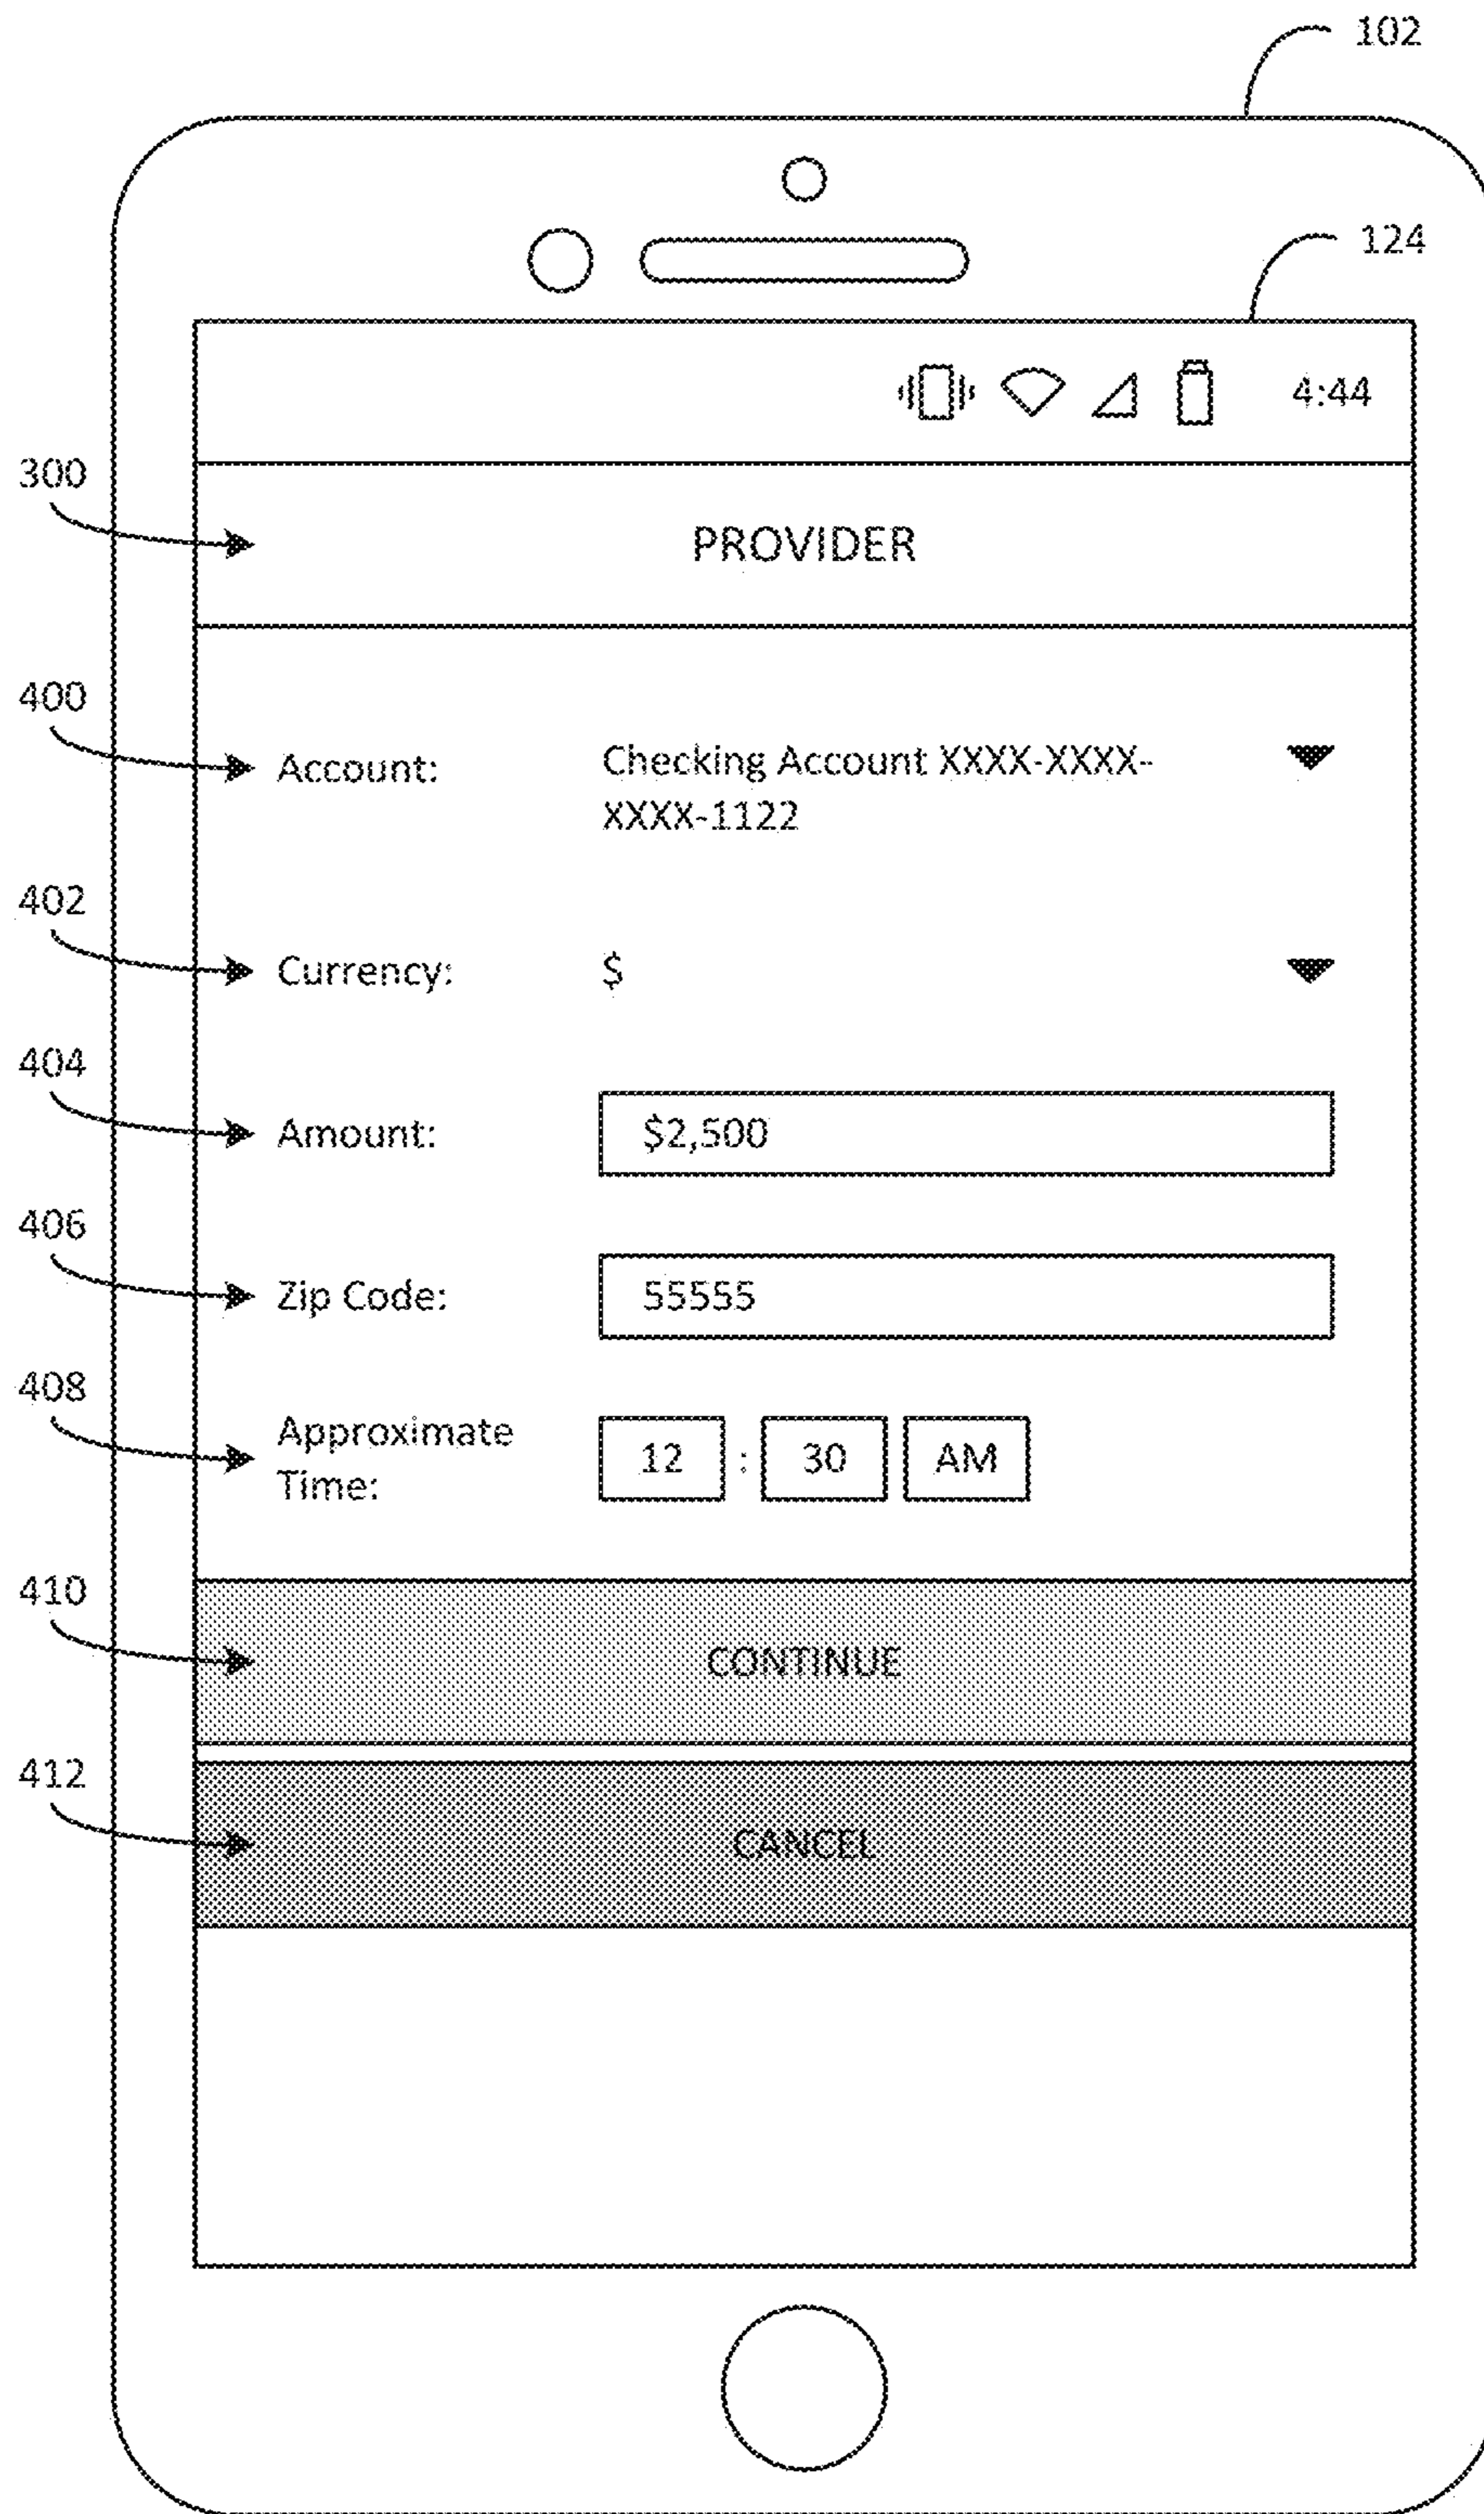 102
124
4:44
300
PROVIDER
400
Account:
Checking Account XXXX-XXXX-
XXXX-1122
402
Currency:
$
404
Amount:
$2,500
406
Zip Code:
55555
408
Approximate
Time:
12 : 30 AM
410
CONTINUE
412
CANCEL